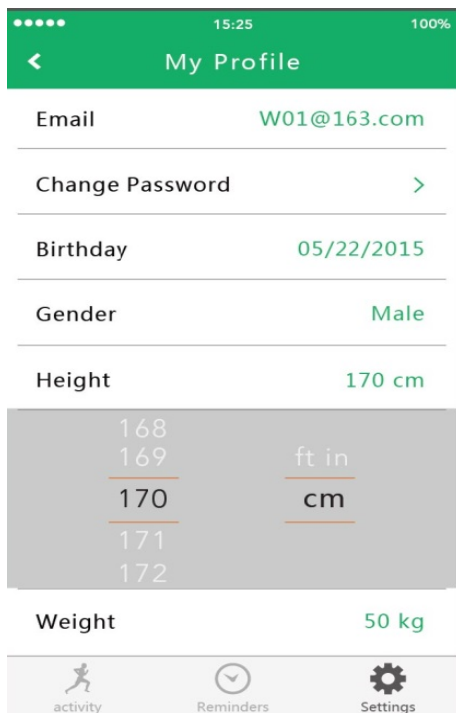 15:25 100%
My Profile
Email W01@163.com
Change Password >
Birthday 05/22/2015
Gender Male
Height 170 cm
168
169 ft in
170 cm
171
172
Weight 50 kg
activity Reminders Settings